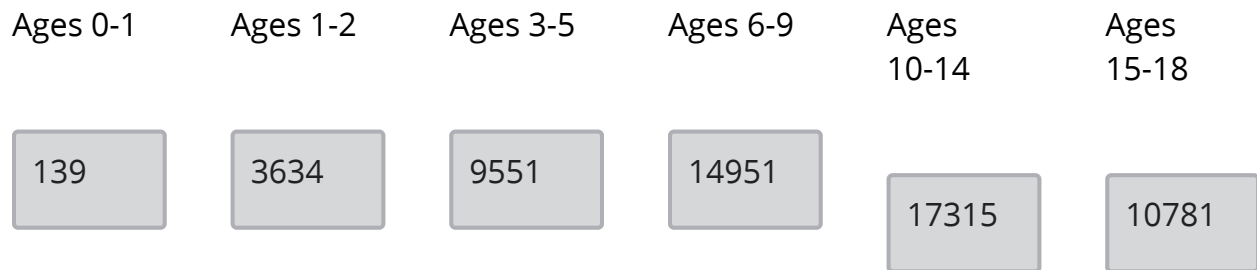 Ages 0-1
Ages 1-2
Ages 3-5
Ages 6-9
Ages
10-14
Ages
15-18
139
3634
9551
14951
17315
10781